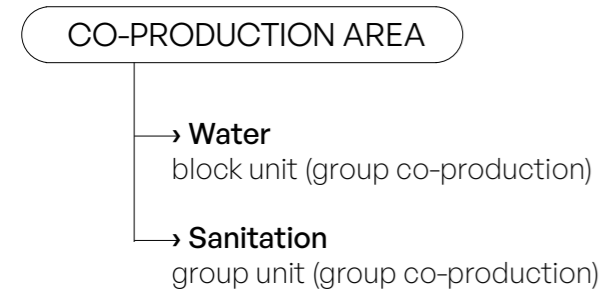 CO-PRODUCTION AREA
Water
block unit (group co-production)
Sanitation
group unit (group co-production)